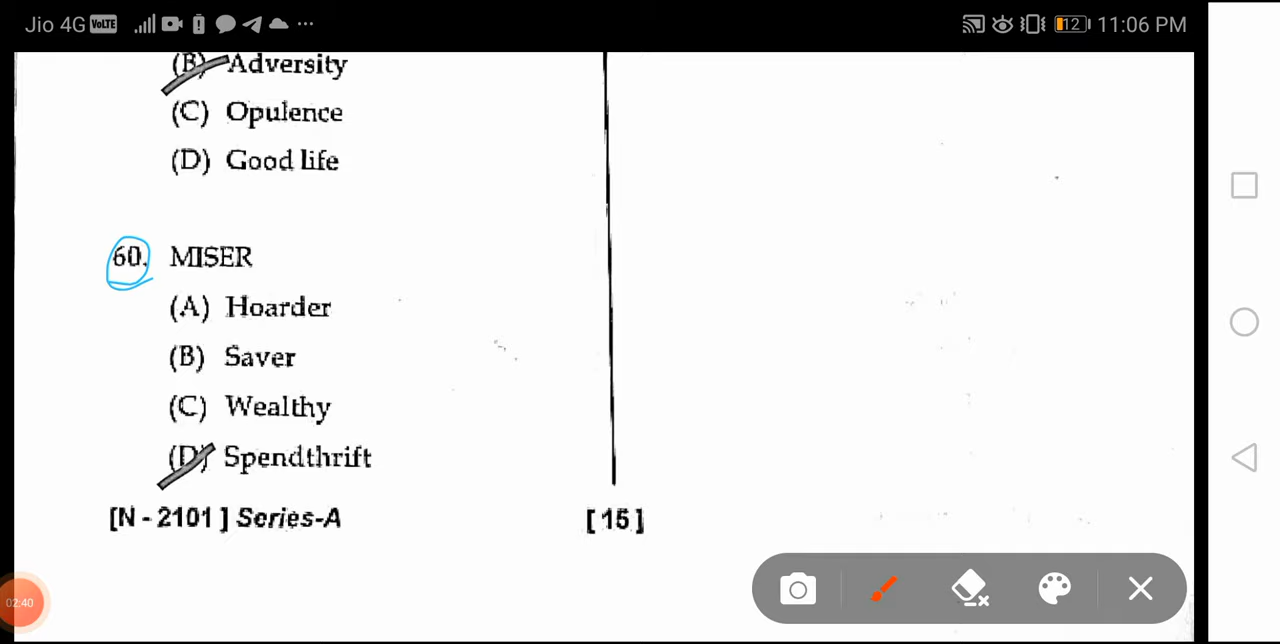 Jio 4G VoLTE ... 12 11:06 PM
(B) Adversity
(C) Opulence
(D) Good life
60. MISER
(A) Hoarder
(B) Saver
(C) Wealthy
(D) Spendthrift
[N - 2101 ] Series-A [ 15 ]
02:40